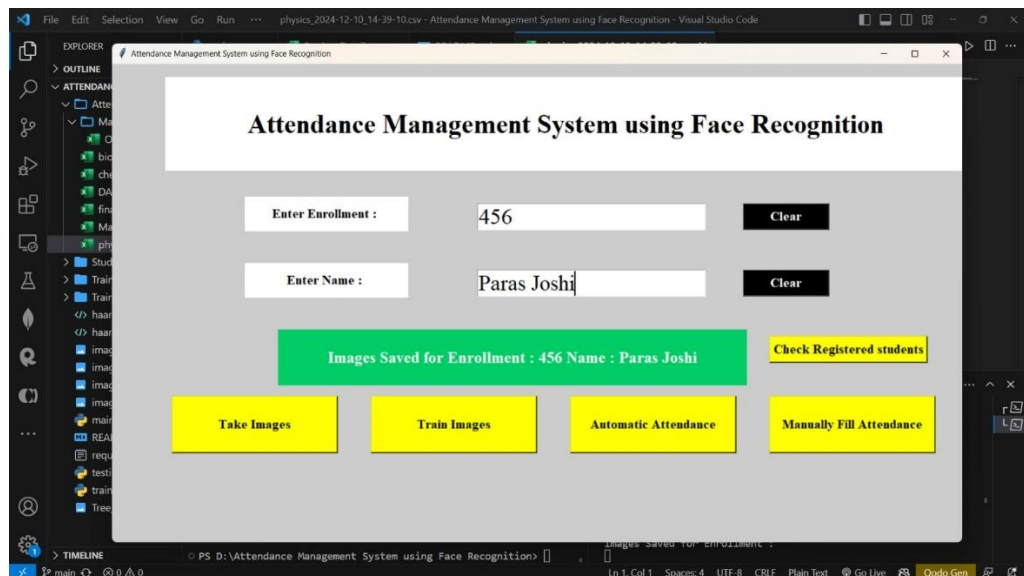 File Edit Selection View Go Run ··· physics_2024-12-10_14-39-10.csv - Attendance Management System using Face Recognition - Visual Studio Code
EXPLORER
Attendance Management System using Face Recognition
OUTLINE
Attendance Management System using Face Recognition
Enter Enrollment : 456 Clear
Enter Name : Paras Joshi Clear
Images Saved for Enrollment : 456 Name : Paras Joshi
Check Registered students
Take Images Train Images Automatic Attendance Manually Fill Attendance
TIMELINE
PS D:\Attendance Management System using Face Recognition>
Images Saved for Enrollment :
main 0 0 Ln 1, Col 1 Spaces: 4 UTF-8 CRLF Plain Text Go Live Qodo Gen